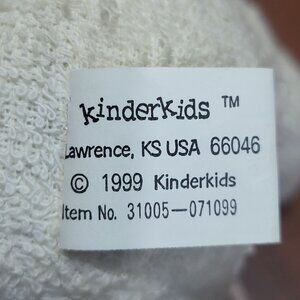 kinderkids ™
Lawrence, KS USA 66046
© 1999 Kinderkids
Item No. 31005-071099